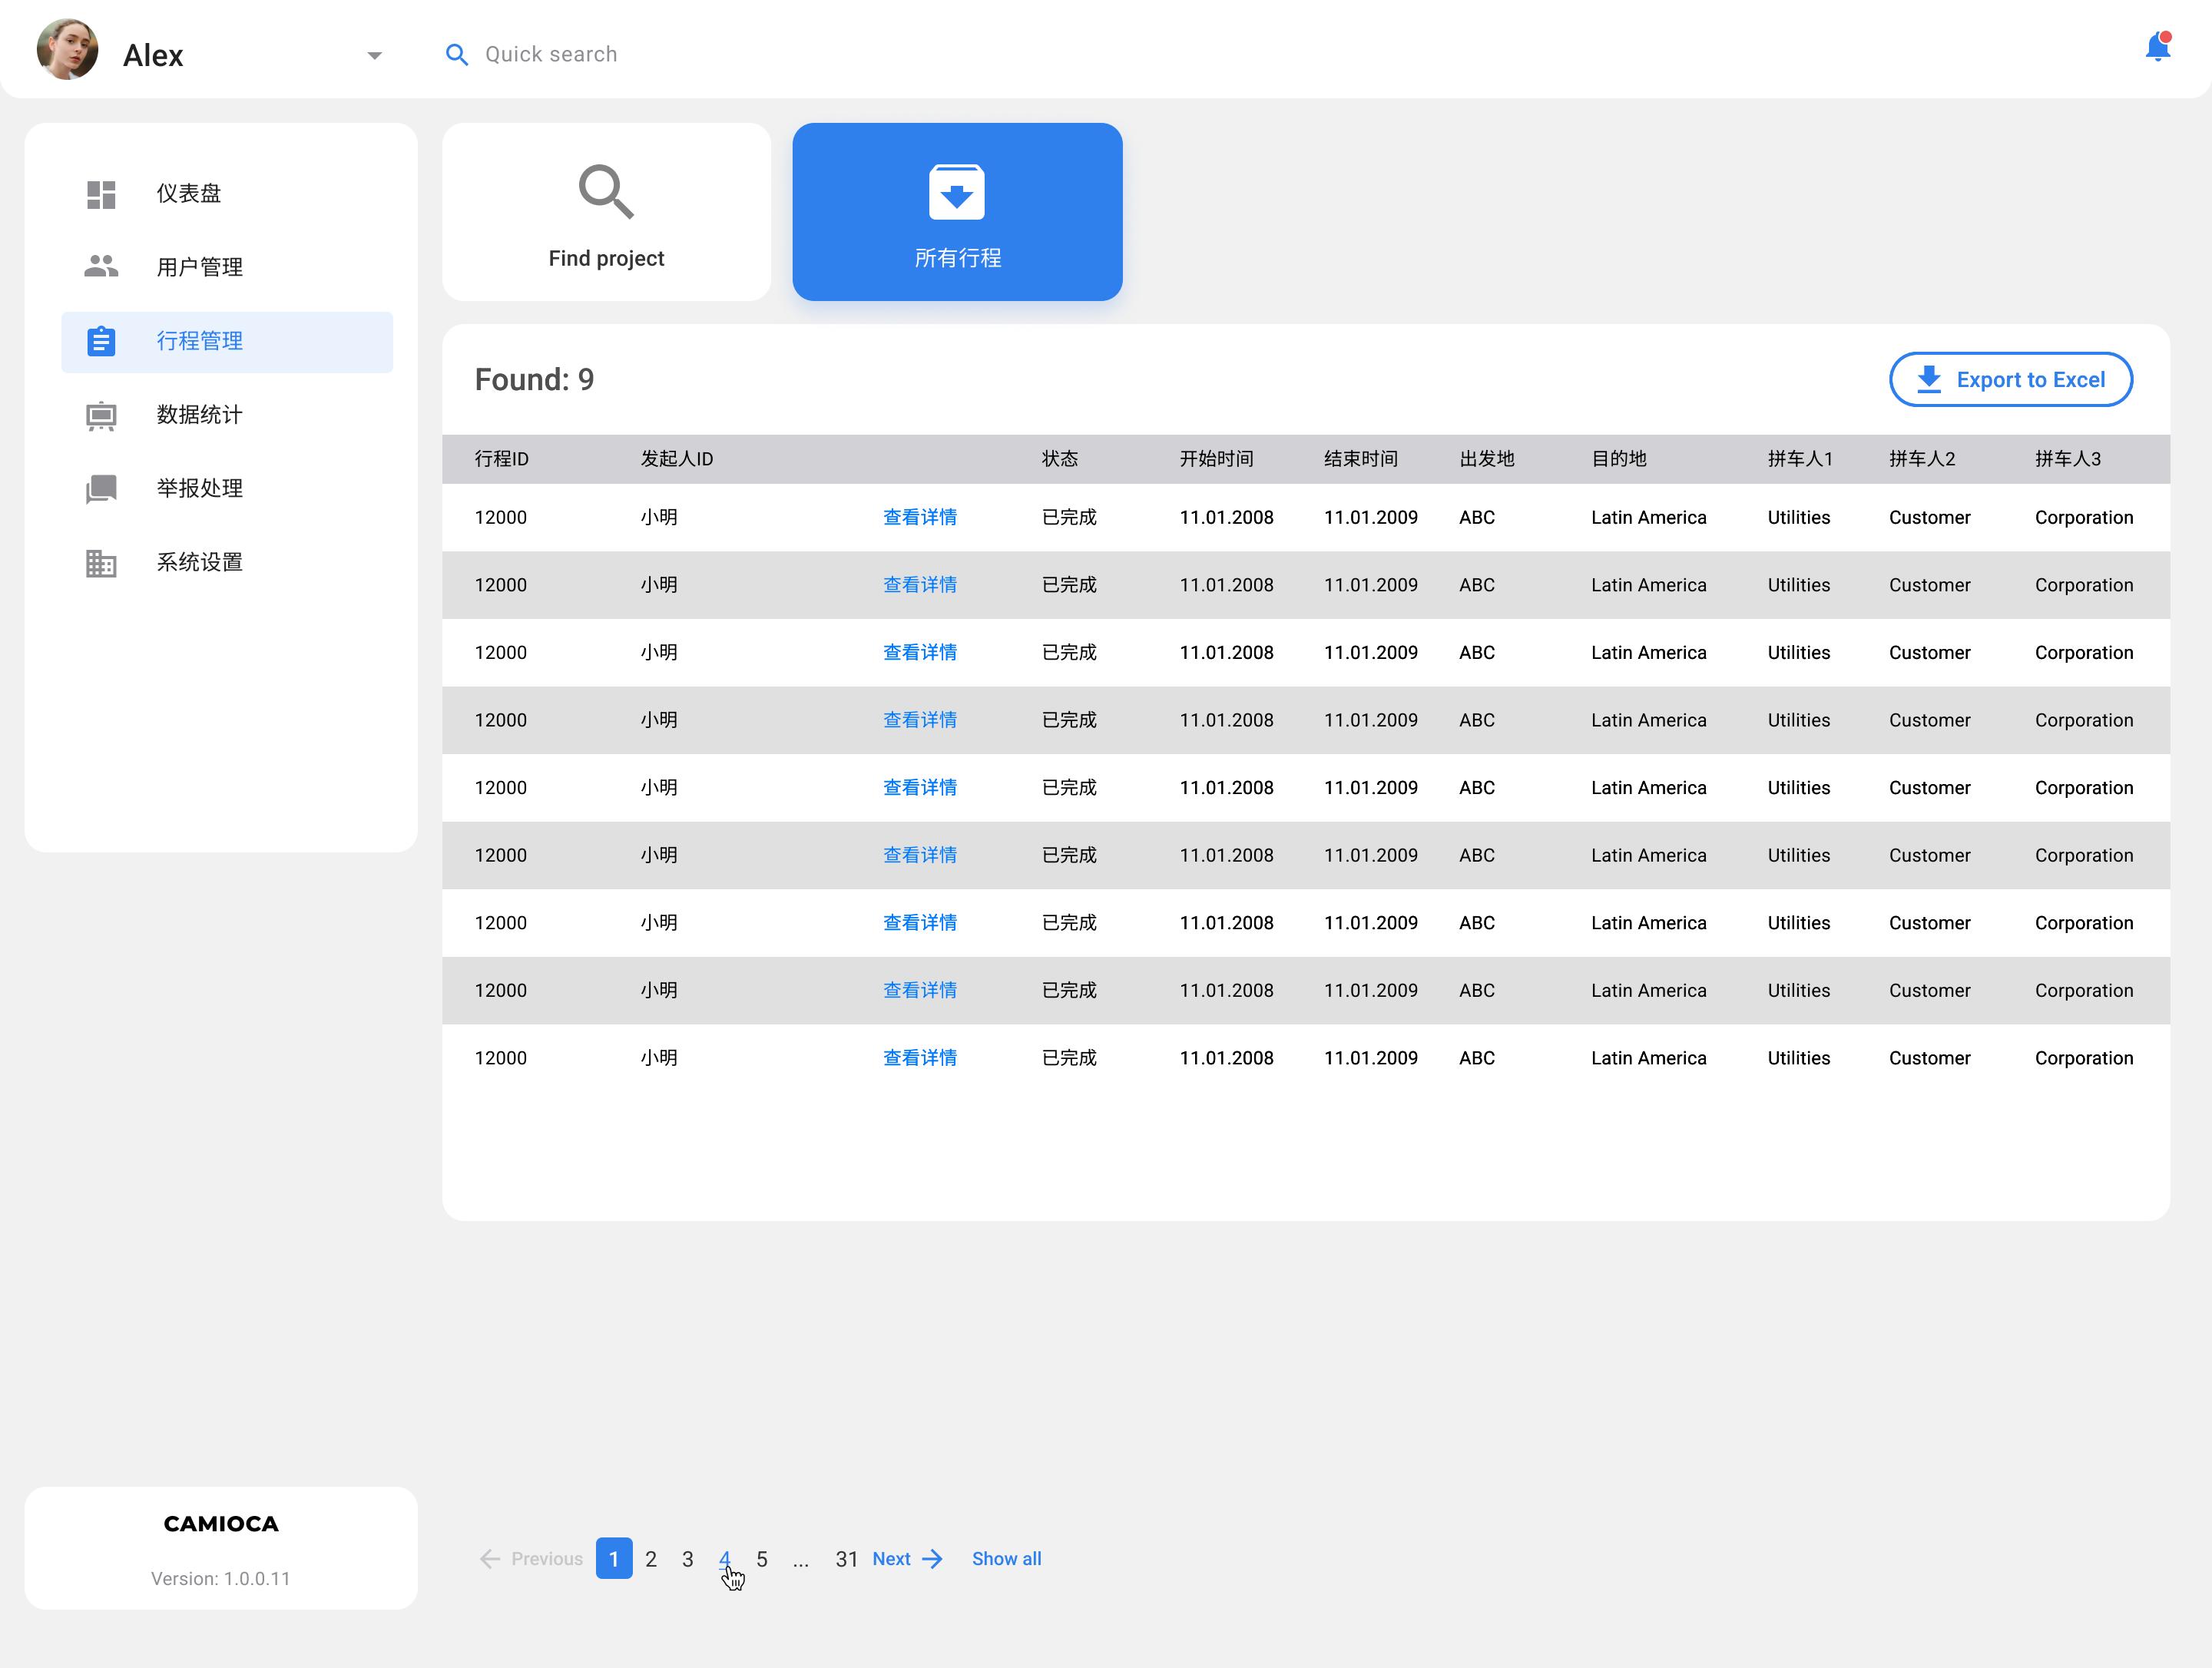 Alex
Quick search
仪表盘
用户管理
行程管理
数据统计
举报处理
系统设置
Find project
所有行程
Found: 9
Export to Excel
行程ID 发起人ID 状态 开始时间 结束时间 出发地 目的地 拼车人1 拼车人2 拼车人3
12000 小明 查看详情 已完成 11.01.2008 11.01.2009 ABC Latin America Utilities Customer Corporation
12000 小明 查看详情 已完成 11.01.2008 11.01.2009 ABC Latin America Utilities Customer Corporation
12000 小明 查看详情 已完成 11.01.2008 11.01.2009 ABC Latin America Utilities Customer Corporation
12000 小明 查看详情 已完成 11.01.2008 11.01.2009 ABC Latin America Utilities Customer Corporation
12000 小明 查看详情 已完成 11.01.2008 11.01.2009 ABC Latin America Utilities Customer Corporation
12000 小明 查看详情 已完成 11.01.2008 11.01.2009 ABC Latin America Utilities Customer Corporation
12000 小明 查看详情 已完成 11.01.2008 11.01.2009 ABC Latin America Utilities Customer Corporation
12000 小明 查看详情 已完成 11.01.2008 11.01.2009 ABC Latin America Utilities Customer Corporation
12000 小明 查看详情 已完成 11.01.2008 11.01.2009 ABC Latin America Utilities Customer Corporation
CAMIOCA
Version: 1.0.0.11
Previous 1 2 3 4 5 ... 31 Next Show all